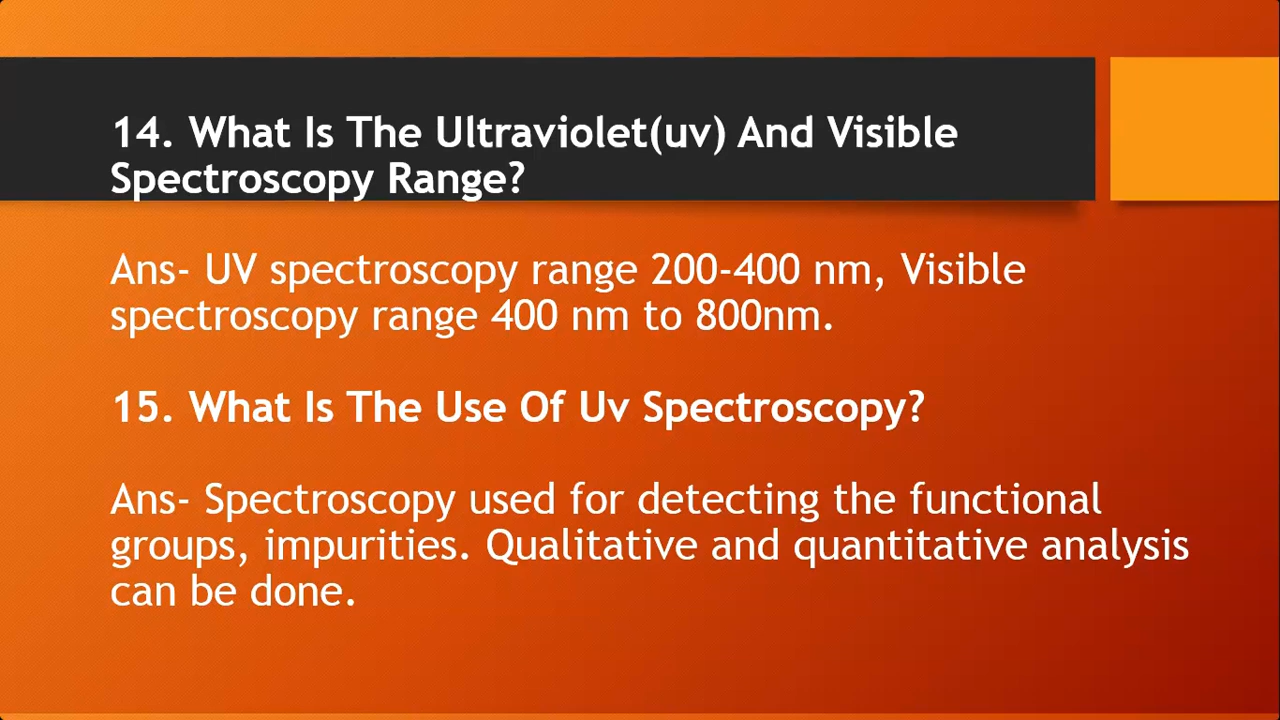 14. What Is The Ultraviolet(uv) And Visible
Spectroscopy Range?
Ans- UV spectroscopy range 200-400 nm, Visible
spectroscopy range 400 nm to 800nm.
15. What Is The Use Of Uv Spectroscopy?
Ans- Spectroscopy used for detecting the functional
groups, impurities. Qualitative and quantitative analysis
can be done.